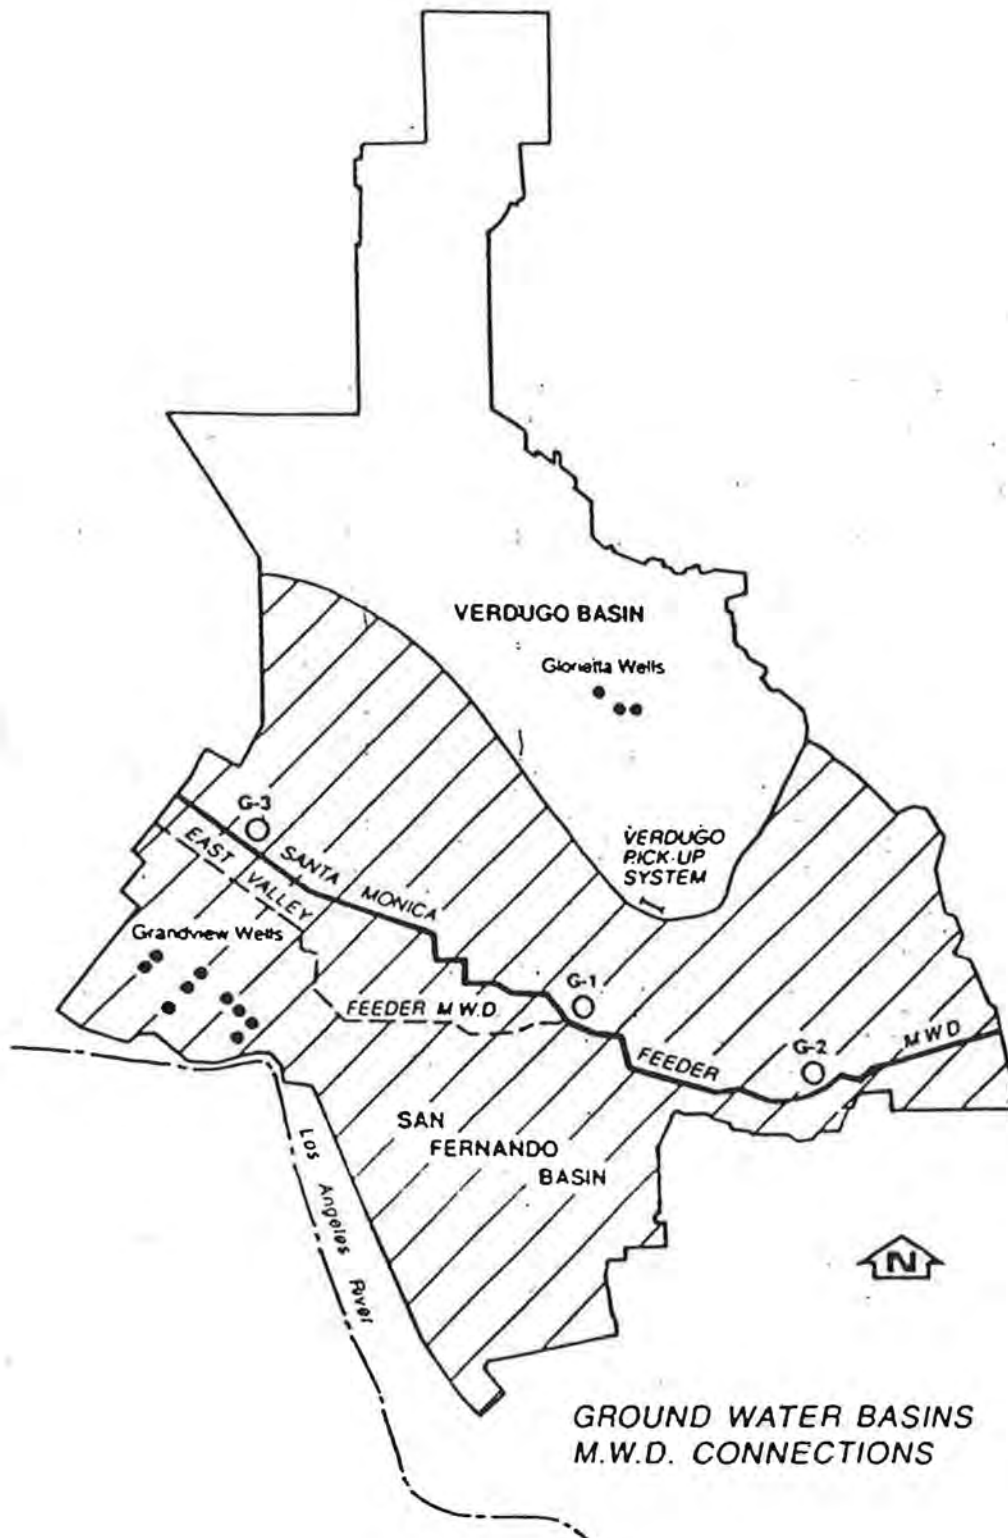 VERDUGO BASIN
Glorietta Wells
G-3
EAST VALLEY
SANTA MONICA
VERDUGO
PICK-UP
SYSTEM
Grandview Wells
G-1
FEEDER M.W.D.
FEEDER
G-2
M.W.D.
SAN
FERNANDO
BASIN
Los Angeles River
N
GROUND WATER BASINS
M.W.D. CONNECTIONS